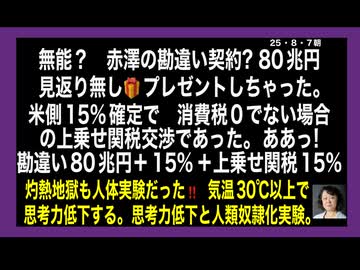 25・8・7朝
無能？　赤澤の勘違い契約? 80兆円
見返り無し🎁プレゼントしちゃった。
米側15%確定で　消費税0でない場合
の上乗せ関税交渉であった。ああっ!
勘違い80兆円＋15%＋上乗せ関税15%
灼熱地獄も人体実験だった‼ 気温30℃以上で
思考力低下する。思考力低下と人類奴隷化実験。